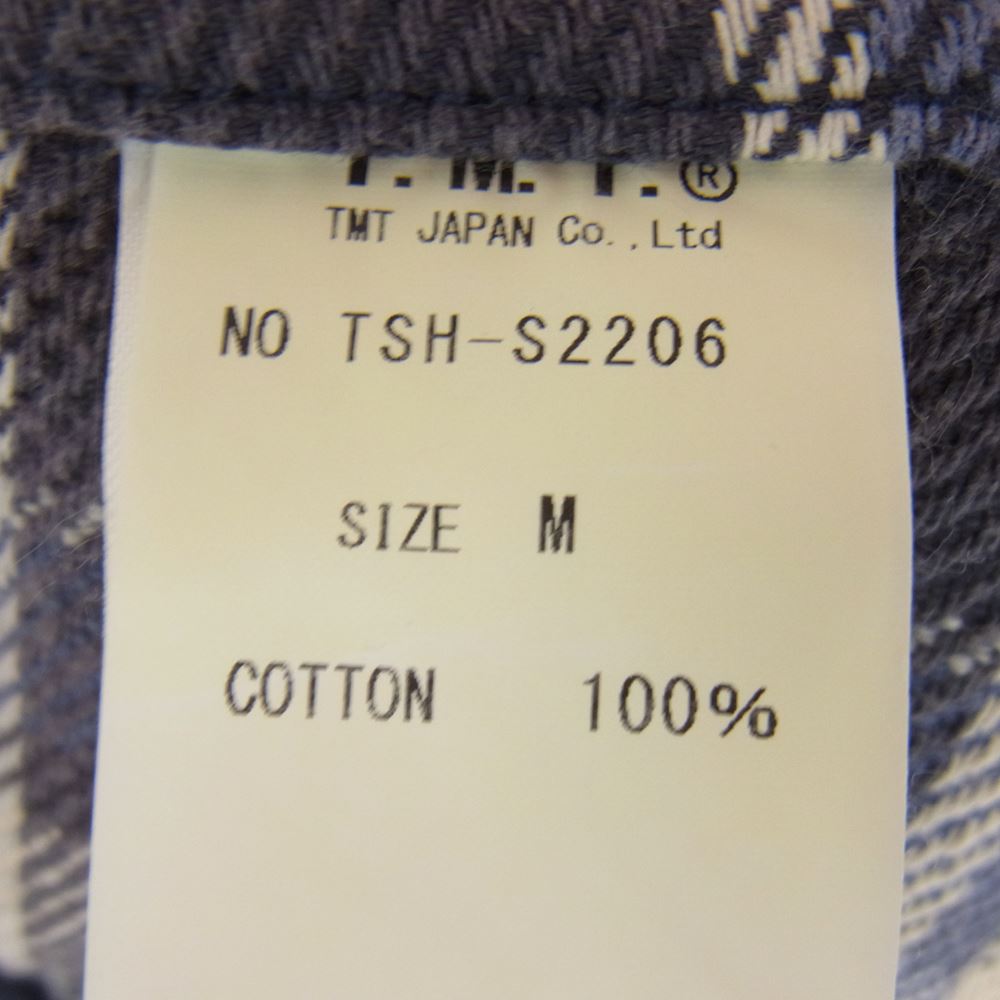 T.M.T.®
TMT JAPAN Co.,Ltd
NO TSH-S2206
SIZE M
COTTON 100%